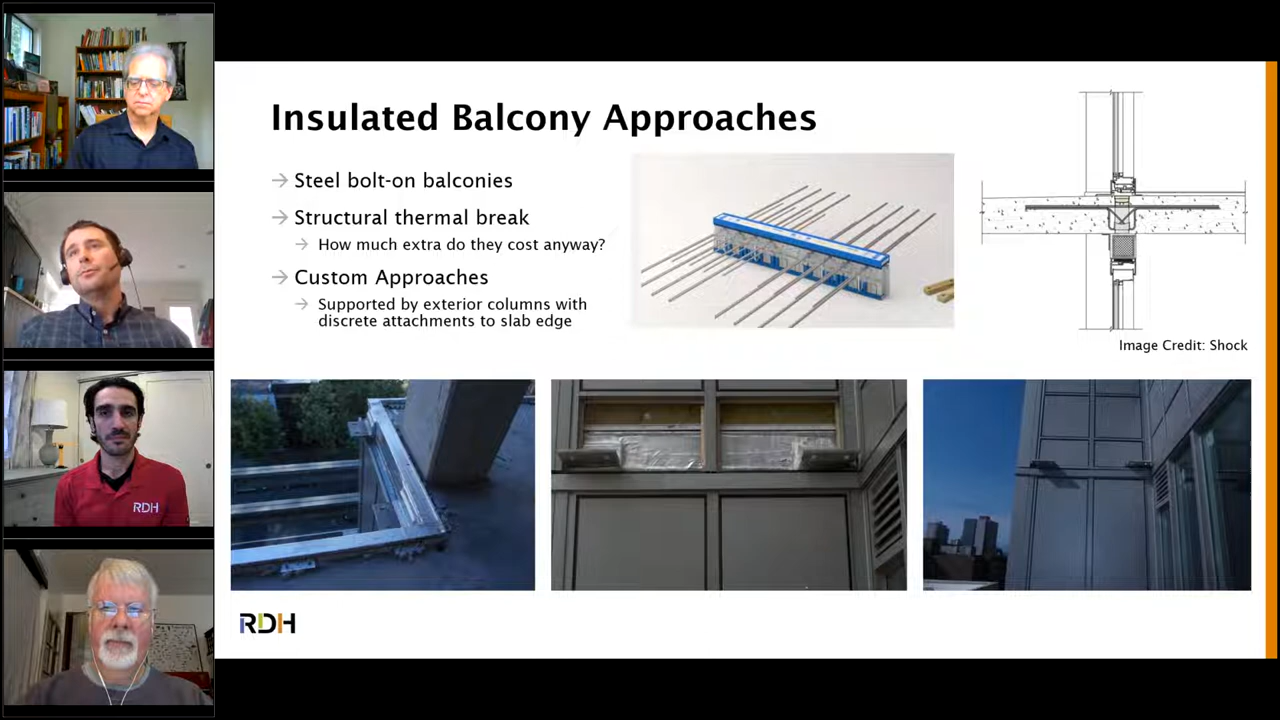 Insulated Balcony Approaches
→ Steel bolt-on balconies
→ Structural thermal break
→ How much extra do they cost anyway?
→ Custom Approaches
→ Supported by exterior columns with
discrete attachments to slab edge
Image Credit: Shock
RDH
RDH